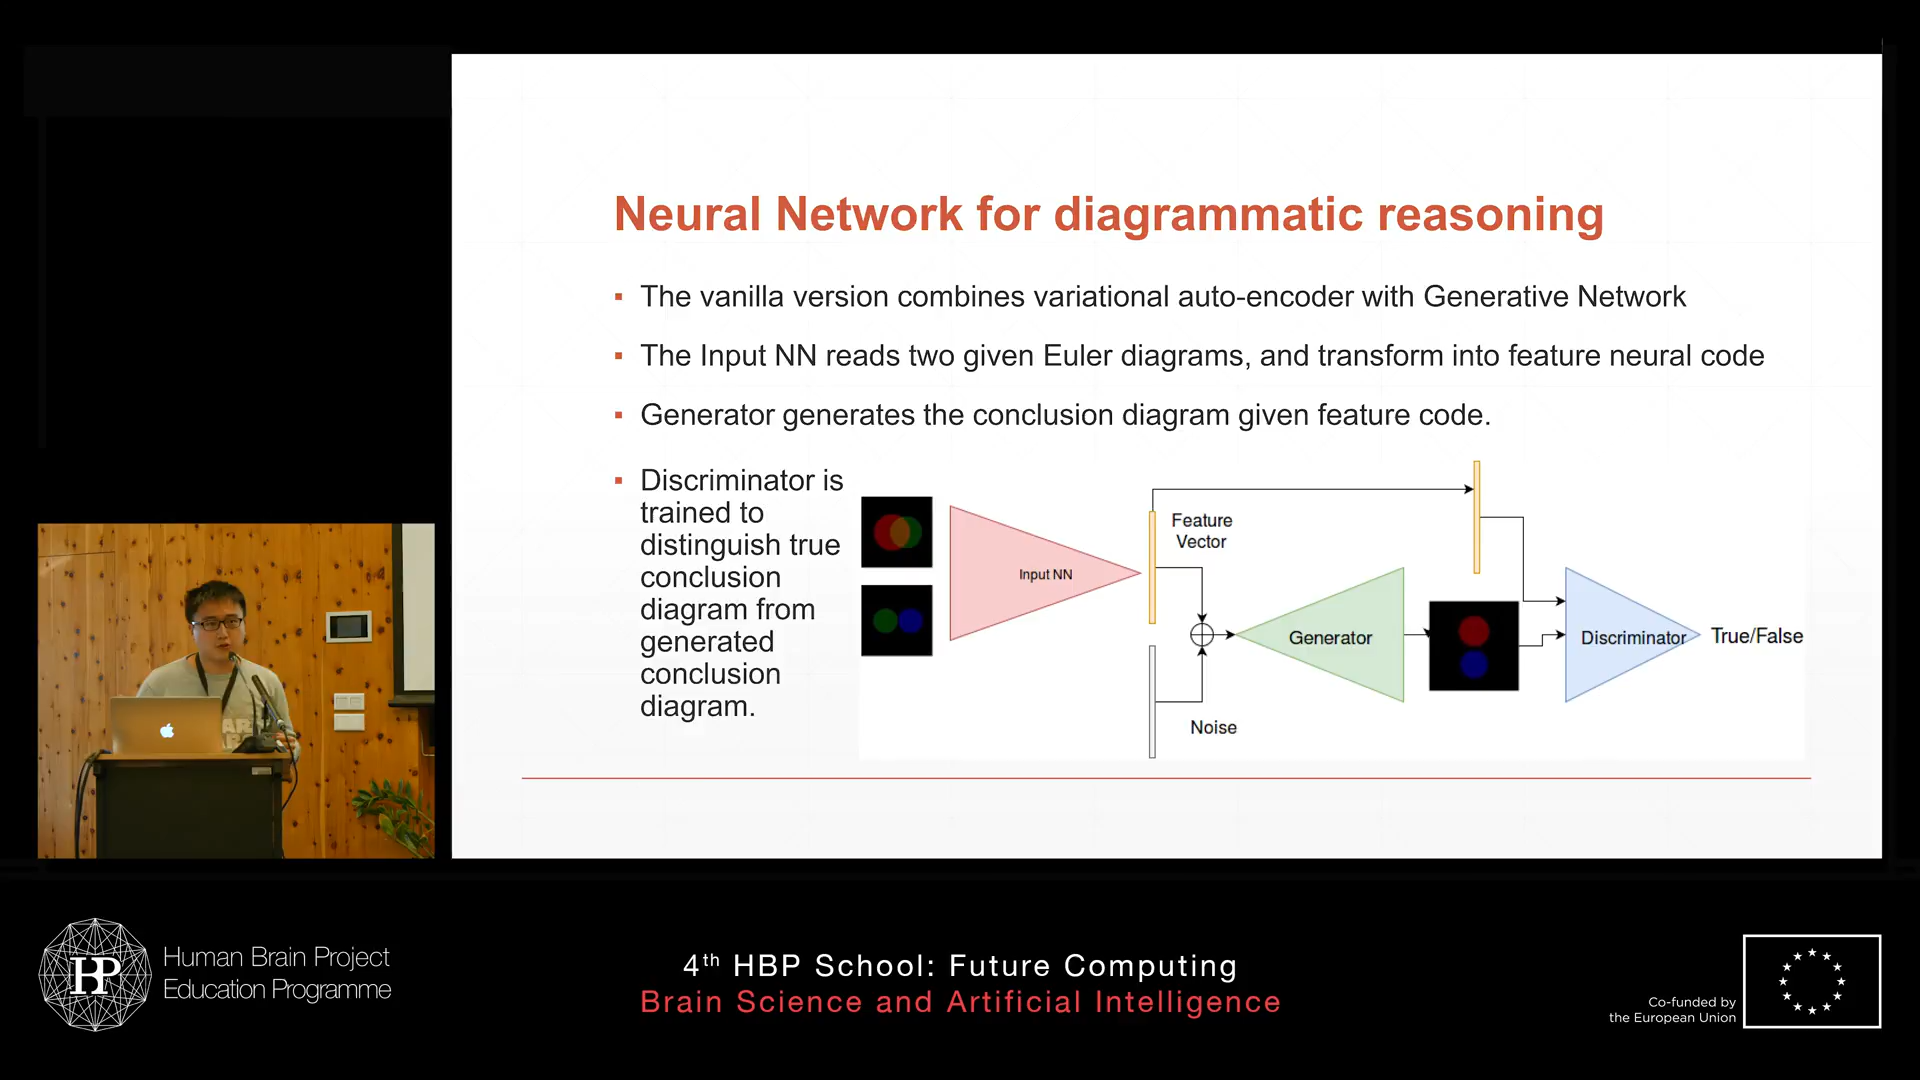 Neural Network for diagrammatic reasoning
▪ The vanilla version combines variational auto-encoder with Generative Network
▪ The Input NN reads two given Euler diagrams, and transform into feature neural code
▪ Generator generates the conclusion diagram given feature code.
▪ Discriminator is
trained to
distinguish true
conclusion
diagram from
generated
conclusion
diagram.
Input NN
Feature
Vector
Noise
Generator
Discriminator
True/False
HBP
Human Brain Project
Education Programme
4th HBP School: Future Computing
Brain Science and Artificial Intelligence
Co-funded by
the European Union